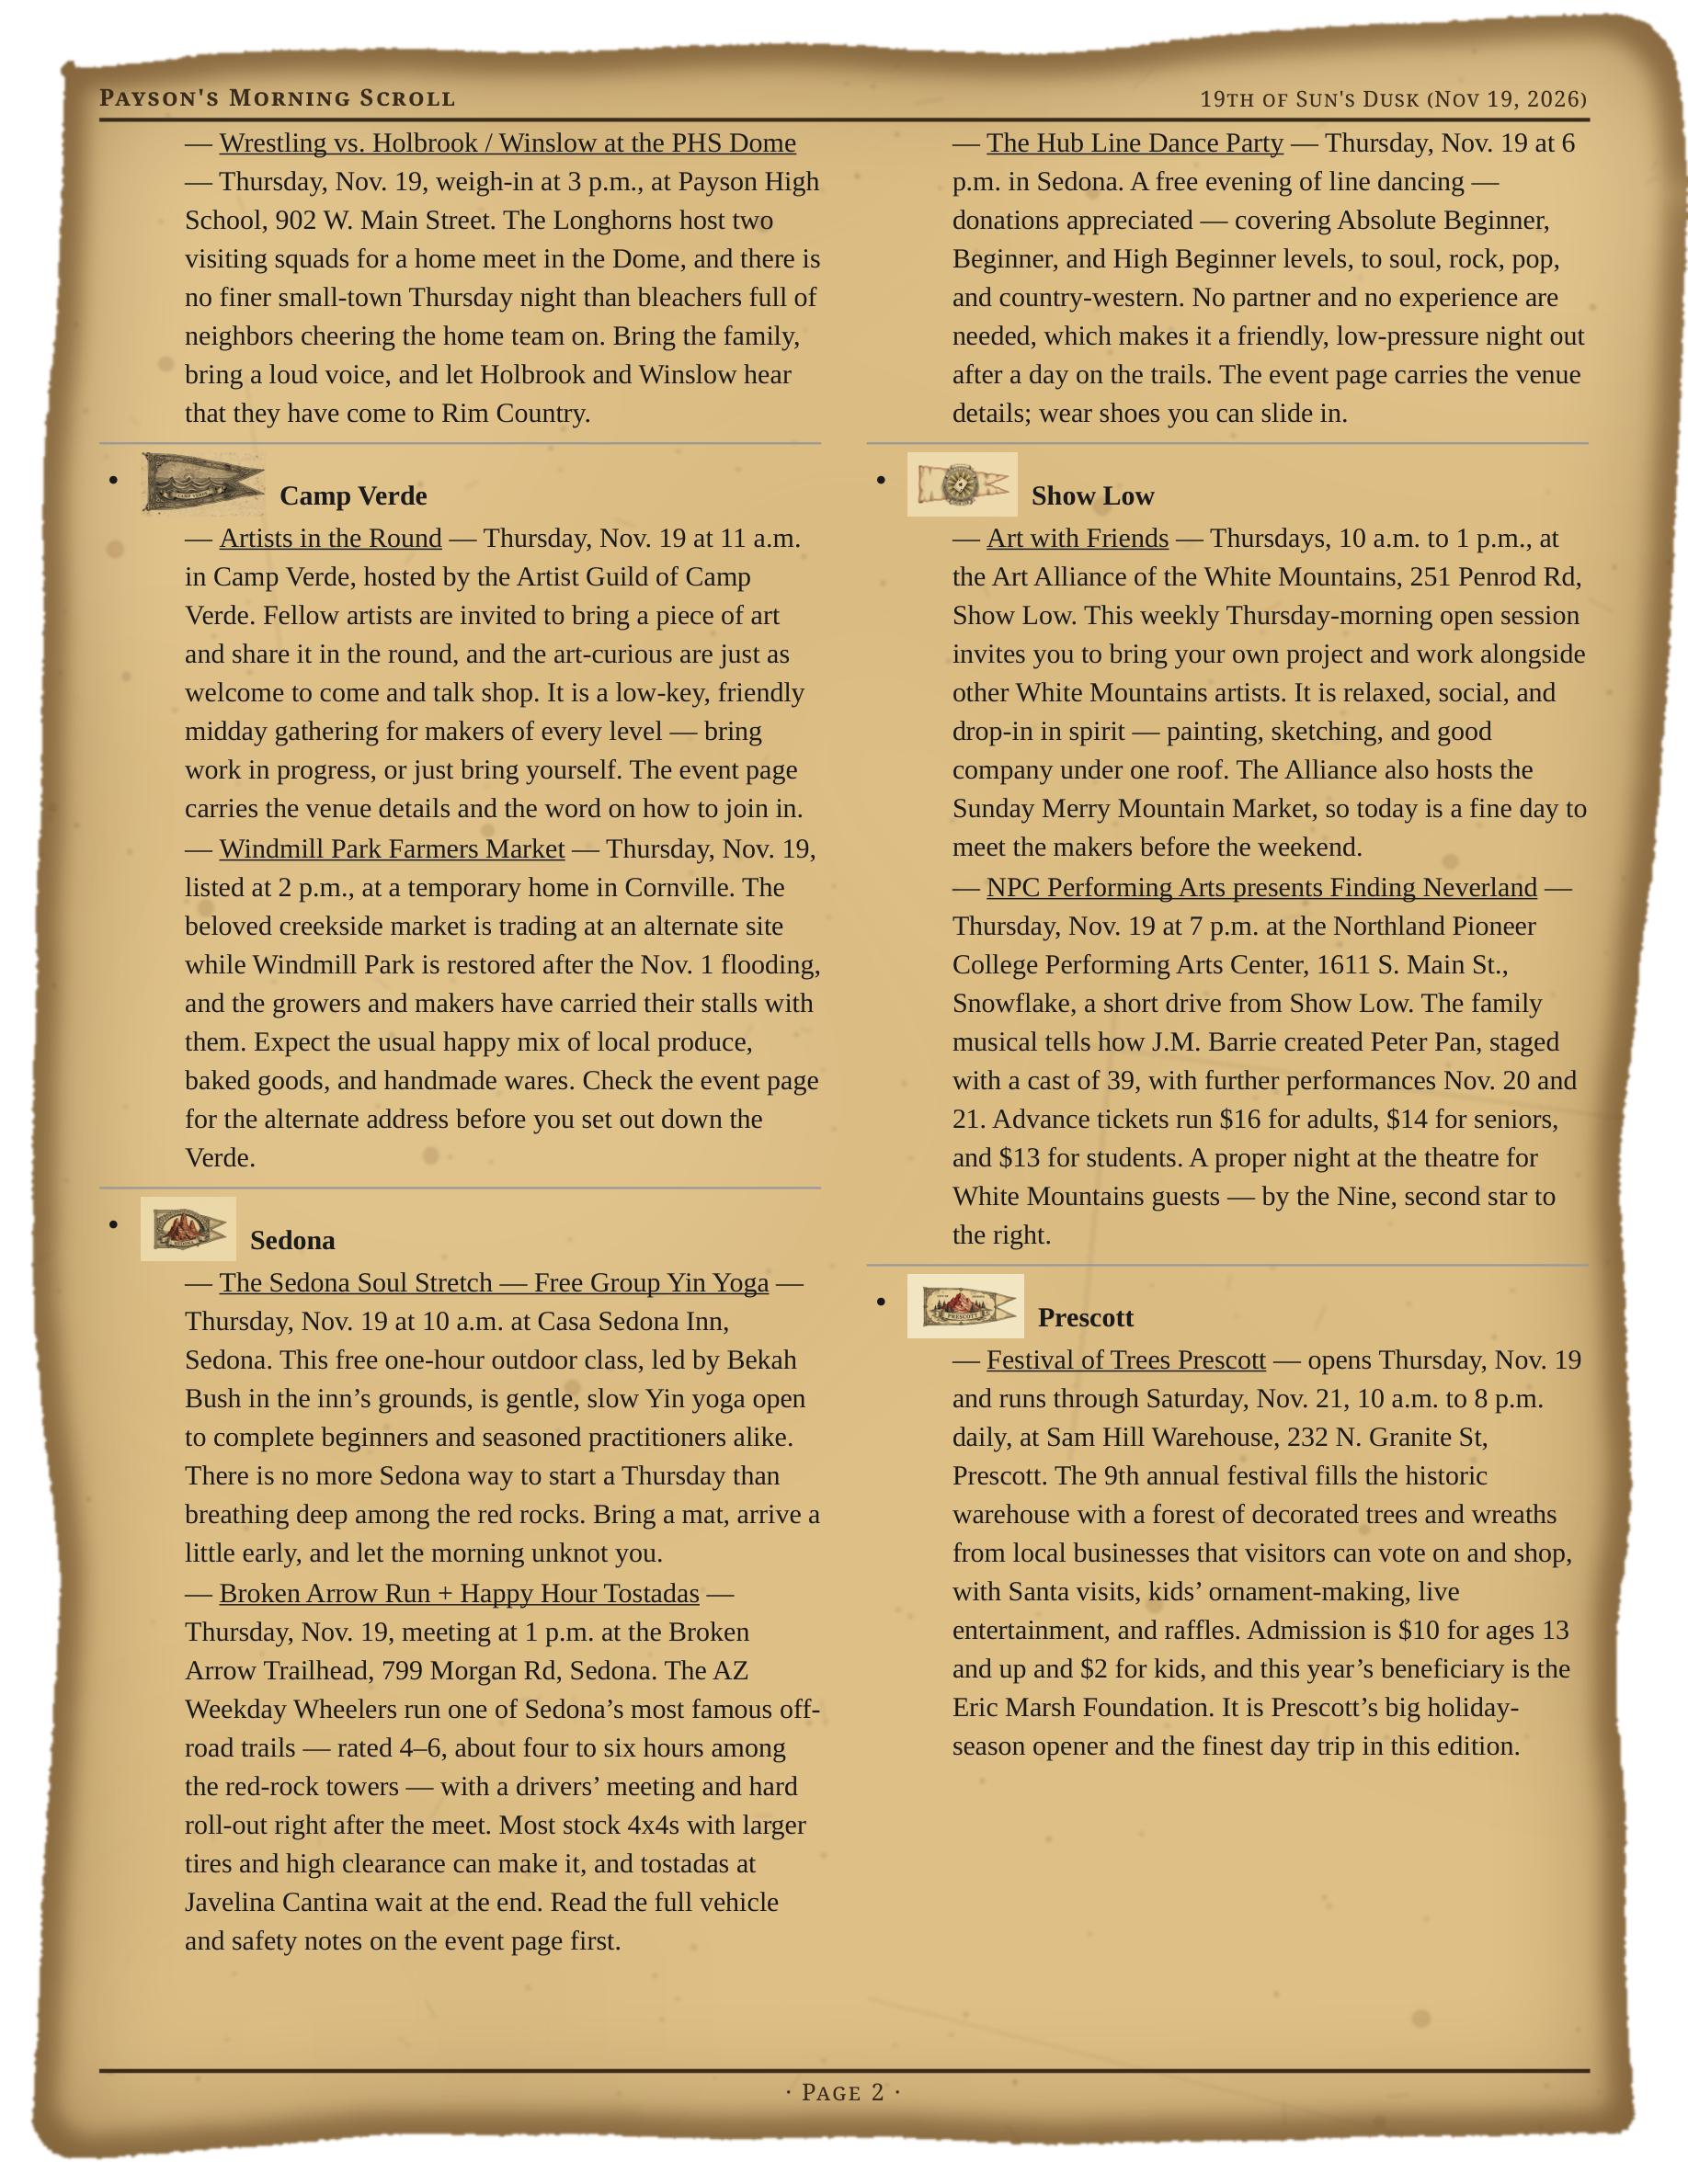 Payson's Morning Scroll
19th of Sun's Dusk (Nov 19, 2026)
— Wrestling vs. Holbrook / Winslow at the PHS Dome
— Thursday, Nov. 19, weigh-in at 3 p.m., at Payson High
School, 902 W. Main Street. The Longhorns host two
visiting squads for a home meet in the Dome, and there is
no finer small-town Thursday night than bleachers full of
neighbors cheering the home team on. Bring the family,
bring a loud voice, and let Holbrook and Winslow hear
that they have come to Rim Country.
• Camp Verde
— Artists in the Round — Thursday, Nov. 19 at 11 a.m.
in Camp Verde, hosted by the Artist Guild of Camp
Verde. Fellow artists are invited to bring a piece of art
and share it in the round, and the art-curious are just as
welcome to come and talk shop. It is a low-key, friendly
midday gathering for makers of every level — bring
work in progress, or just bring yourself. The event page
carries the venue details and the word on how to join in.
— Windmill Park Farmers Market — Thursday, Nov. 19,
listed at 2 p.m., at a temporary home in Cornville. The
beloved creekside market is trading at an alternate site
while Windmill Park is restored after the Nov. 1 flooding,
and the growers and makers have carried their stalls with
them. Expect the usual happy mix of local produce,
baked goods, and handmade wares. Check the event page
for the alternate address before you set out down the
Verde.
• Sedona
— The Sedona Soul Stretch — Free Group Yin Yoga —
Thursday, Nov. 19 at 10 a.m. at Casa Sedona Inn,
Sedona. This free one-hour outdoor class, led by Bekah
Bush in the inn’s grounds, is gentle, slow Yin yoga open
to complete beginners and seasoned practitioners alike.
There is no more Sedona way to start a Thursday than
breathing deep among the red rocks. Bring a mat, arrive a
little early, and let the morning unknot you.
— Broken Arrow Run + Happy Hour Tostadas —
Thursday, Nov. 19, meeting at 1 p.m. at the Broken
Arrow Trailhead, 799 Morgan Rd, Sedona. The AZ
Weekday Wheelers run one of Sedona’s most famous off-
road trails — rated 4–6, about four to six hours among
the red-rock towers — with a drivers’ meeting and hard
roll-out right after the meet. Most stock 4x4s with larger
tires and high clearance can make it, and tostadas at
Javelina Cantina wait at the end. Read the full vehicle
and safety notes on the event page first.
— The Hub Line Dance Party — Thursday, Nov. 19 at 6
p.m. in Sedona. A free evening of line dancing —
donations appreciated — covering Absolute Beginner,
Beginner, and High Beginner levels, to soul, rock, pop,
and country-western. No partner and no experience are
needed, which makes it a friendly, low-pressure night out
after a day on the trails. The event page carries the venue
details; wear shoes you can slide in.
• Show Low
— Art with Friends — Thursdays, 10 a.m. to 1 p.m., at
the Art Alliance of the White Mountains, 251 Penrod Rd,
Show Low. This weekly Thursday-morning open session
invites you to bring your own project and work alongside
other White Mountains artists. It is relaxed, social, and
drop-in in spirit — painting, sketching, and good
company under one roof. The Alliance also hosts the
Sunday Merry Mountain Market, so today is a fine day to
meet the makers before the weekend.
— NPC Performing Arts presents Finding Neverland —
Thursday, Nov. 19 at 7 p.m. at the Northland Pioneer
College Performing Arts Center, 1611 S. Main St.,
Snowflake, a short drive from Show Low. The family
musical tells how J.M. Barrie created Peter Pan, staged
with a cast of 39, with further performances Nov. 20 and
21. Advance tickets run $16 for adults, $14 for seniors,
and $13 for students. A proper night at the theatre for
White Mountains guests — by the Nine, second star to
the right.
PRESCOTT
• Prescott
— Festival of Trees Prescott — opens Thursday, Nov. 19
and runs through Saturday, Nov. 21, 10 a.m. to 8 p.m.
daily, at Sam Hill Warehouse, 232 N. Granite St,
Prescott. The 9th annual festival fills the historic
warehouse with a forest of decorated trees and wreaths
from local businesses that visitors can vote on and shop,
with Santa visits, kids’ ornament-making, live
entertainment, and raffles. Admission is $10 for ages 13
and up and $2 for kids, and this year’s beneficiary is the
Eric Marsh Foundation. It is Prescott’s big holiday-
season opener and the finest day trip in this edition.
· Page 2 ·